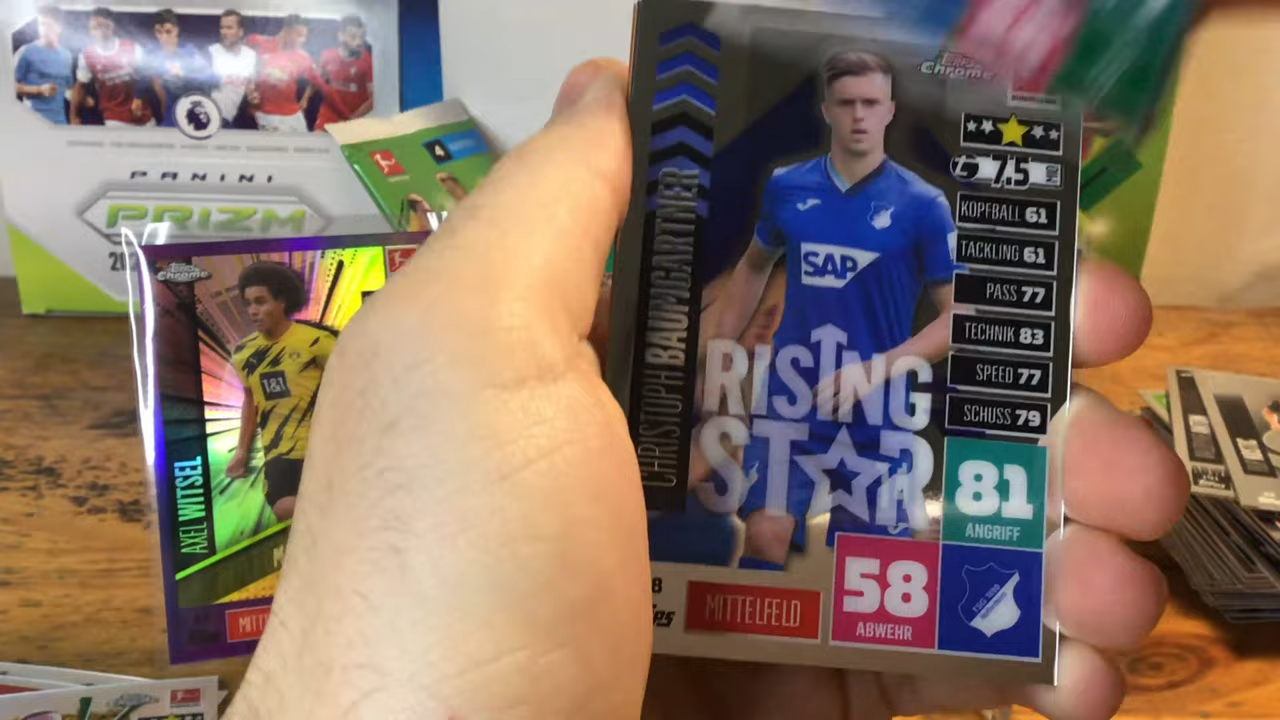 PANINI
PRIZM
4
Topps
Chrome
1&1
AXEL WITSEL
Topps
Chrome
CHRISTOPH BAUMGARTNER
7.5
KOPFBALL 61
TACKLING 61
PASS 77
TECHNIK 83
SPEED 77
SCHUSS 79
SAP
RISING
STAR
81
ANGRIFF
58
ABWEHR
MITTELFELD